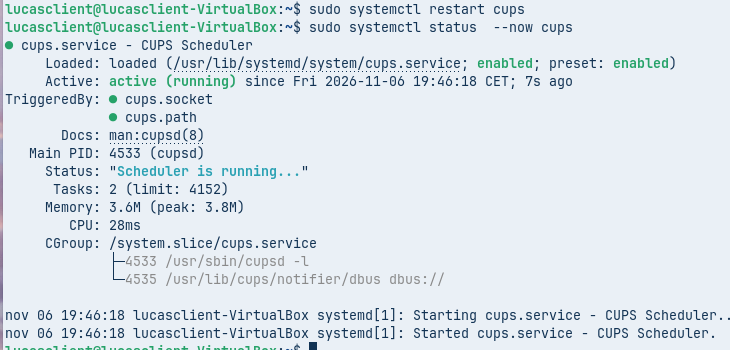 lucasclient@lucasclient-VirtualBox:~$ sudo systemctl restart cups
lucasclient@lucasclient-VirtualBox:~$ sudo systemctl status  --now cups
● cups.service - CUPS Scheduler
     Loaded: loaded (/usr/lib/systemd/system/cups.service; enabled; preset: enabled)
     Active: active (running) since Fri 2026-11-06 19:46:18 CET; 7s ago
TriggeredBy: ● cups.socket
             ● cups.path
       Docs: man:cupsd(8)
   Main PID: 4533 (cupsd)
     Status: "Scheduler is running..."
      Tasks: 2 (limit: 4152)
     Memory: 3.6M (peak: 3.8M)
        CPU: 28ms
     CGroup: /system.slice/cups.service
             ├─4533 /usr/sbin/cupsd -l
             └─4535 /usr/lib/cups/notifier/dbus dbus://
nov 06 19:46:18 lucasclient-VirtualBox systemd[1]: Starting cups.service - CUPS Scheduler..
nov 06 19:46:18 lucasclient-VirtualBox systemd[1]: Started cups.service - CUPS Scheduler.
lucasclient@lucasclient-VirtualBox:~$